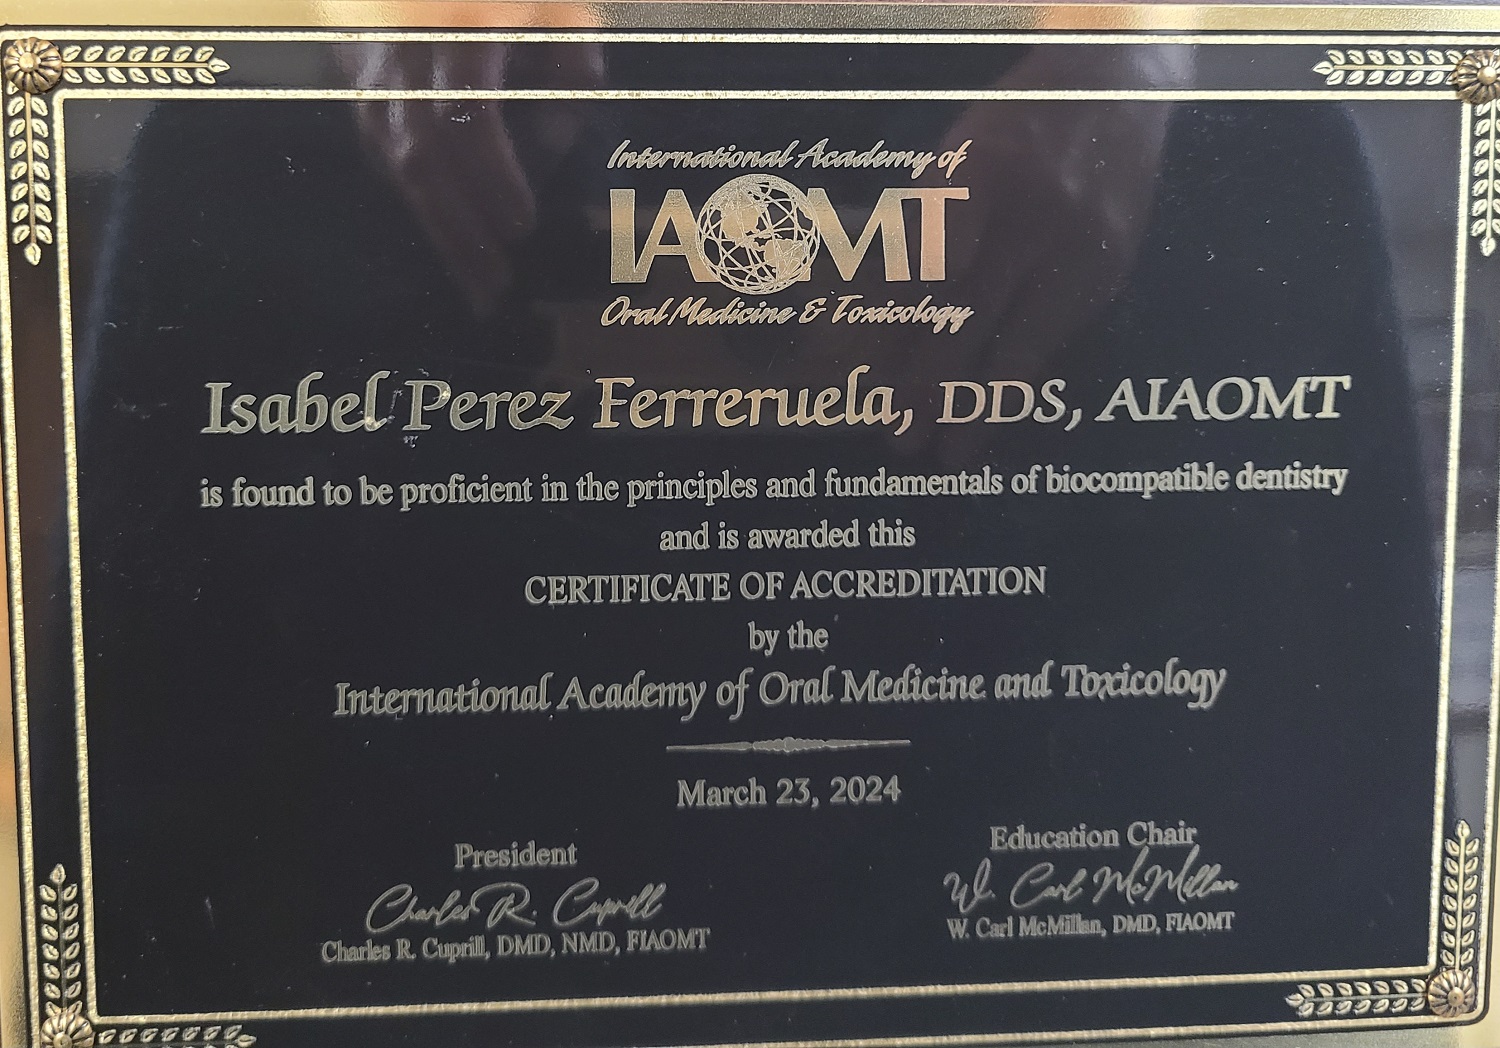 International Academy of
IAOMT
Oral Medicine & Toxicology
Isabel Perez Ferreruela, DDS, AIAOMT
is found to be proficient in the principles and fundamentals of biocompatible dentistry
and is awarded this
CERTIFICATE OF ACCREDITATION
by the
International Academy of Oral Medicine and Toxicology
March 23, 2024
President
Charles R. Cuprill
Charles R. Cuprill, DMD, NMD, FIAOMT
Education Chair
W. Carl McMillan
W. Carl McMillan, DMD, FIAOMT